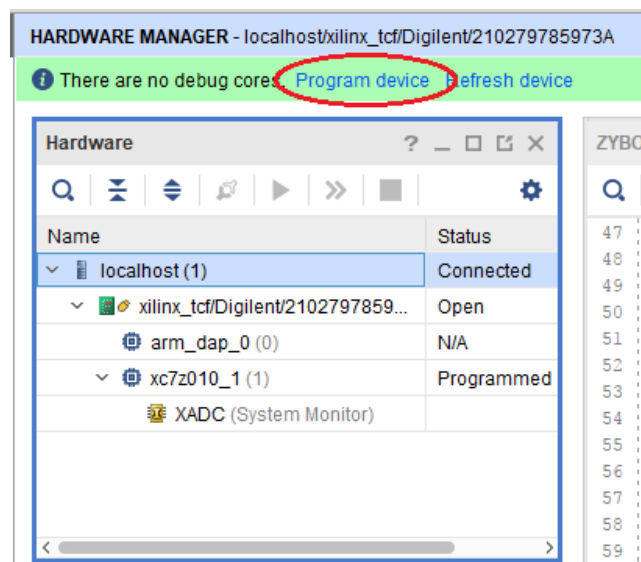 HARDWARE MANAGER - localhost/xilinx_tcf/Digilent/210279785973A
There are no debug cores. Program device Refresh device
Hardware ? _
ZYBO
Name Status
localhost (1) Connected
xilinx_tcf/Digilent/2102797859... Open
arm_dap_0 (0) N/A
xc7z010_1 (1) Programmed
XADC (System Monitor)
47
48
49
50
51
52
53
54
55
56
57
58
59